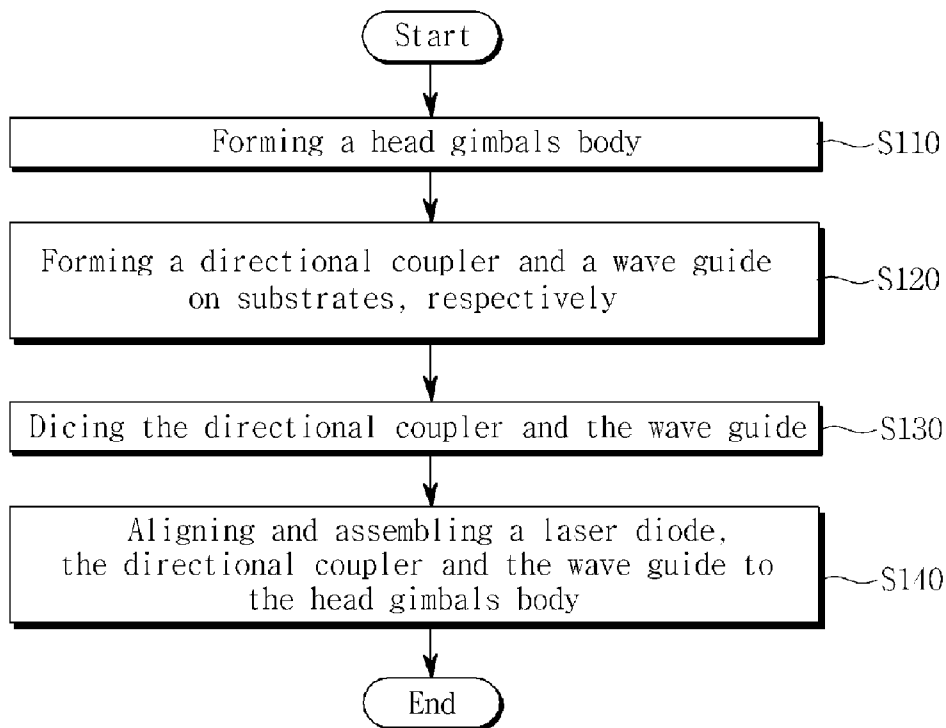 Start
Forming a head gimbals body
S110
Forming a directional coupler and a wave guide
on substrates, respectively
S120
Dicing the directional coupler and the wave guide
S130
Aligning and assembling a laser diode,
the directional coupler and the wave guide to
the head gimbals body
S140
End